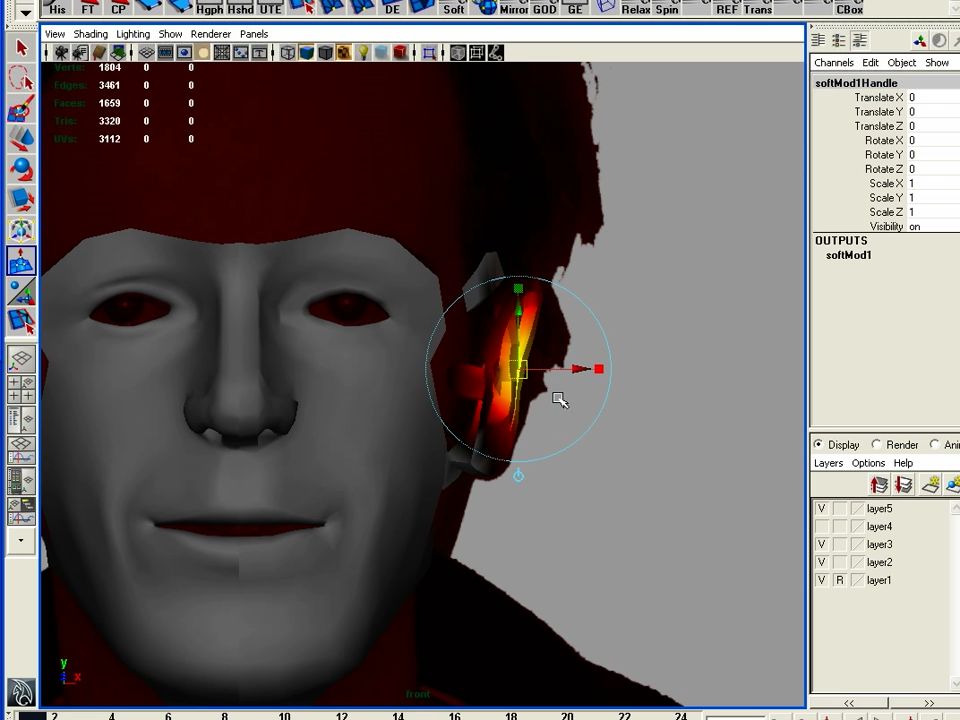 His FT CP Hgph Hshd UTE DE Soft Mirror GOD GE Relax Spin REF Trans CBox
View Shading Lighting Show Renderer Panels
Verts: 1804 0 0
Edges: 3461 0 0
Faces: 1659 0 0
Tris: 3320 0 0
UVs: 3112 0 0
Channels Edit Object Show
softMod1Handle
Translate X 0
Translate Y 0
Translate Z 0
Rotate X 0
Rotate Y 0
Rotate Z 0
Scale X 1
Scale Y 1
Scale Z 1
Visibility on
OUTPUTS
softMod1
Display Render Ani
Layers Options Help
V layer5
layer4
V layer3
V layer2
V R layer1
<< >>
y
z x
front
2 4 6 8 10 12 14 16 18 20 22 24